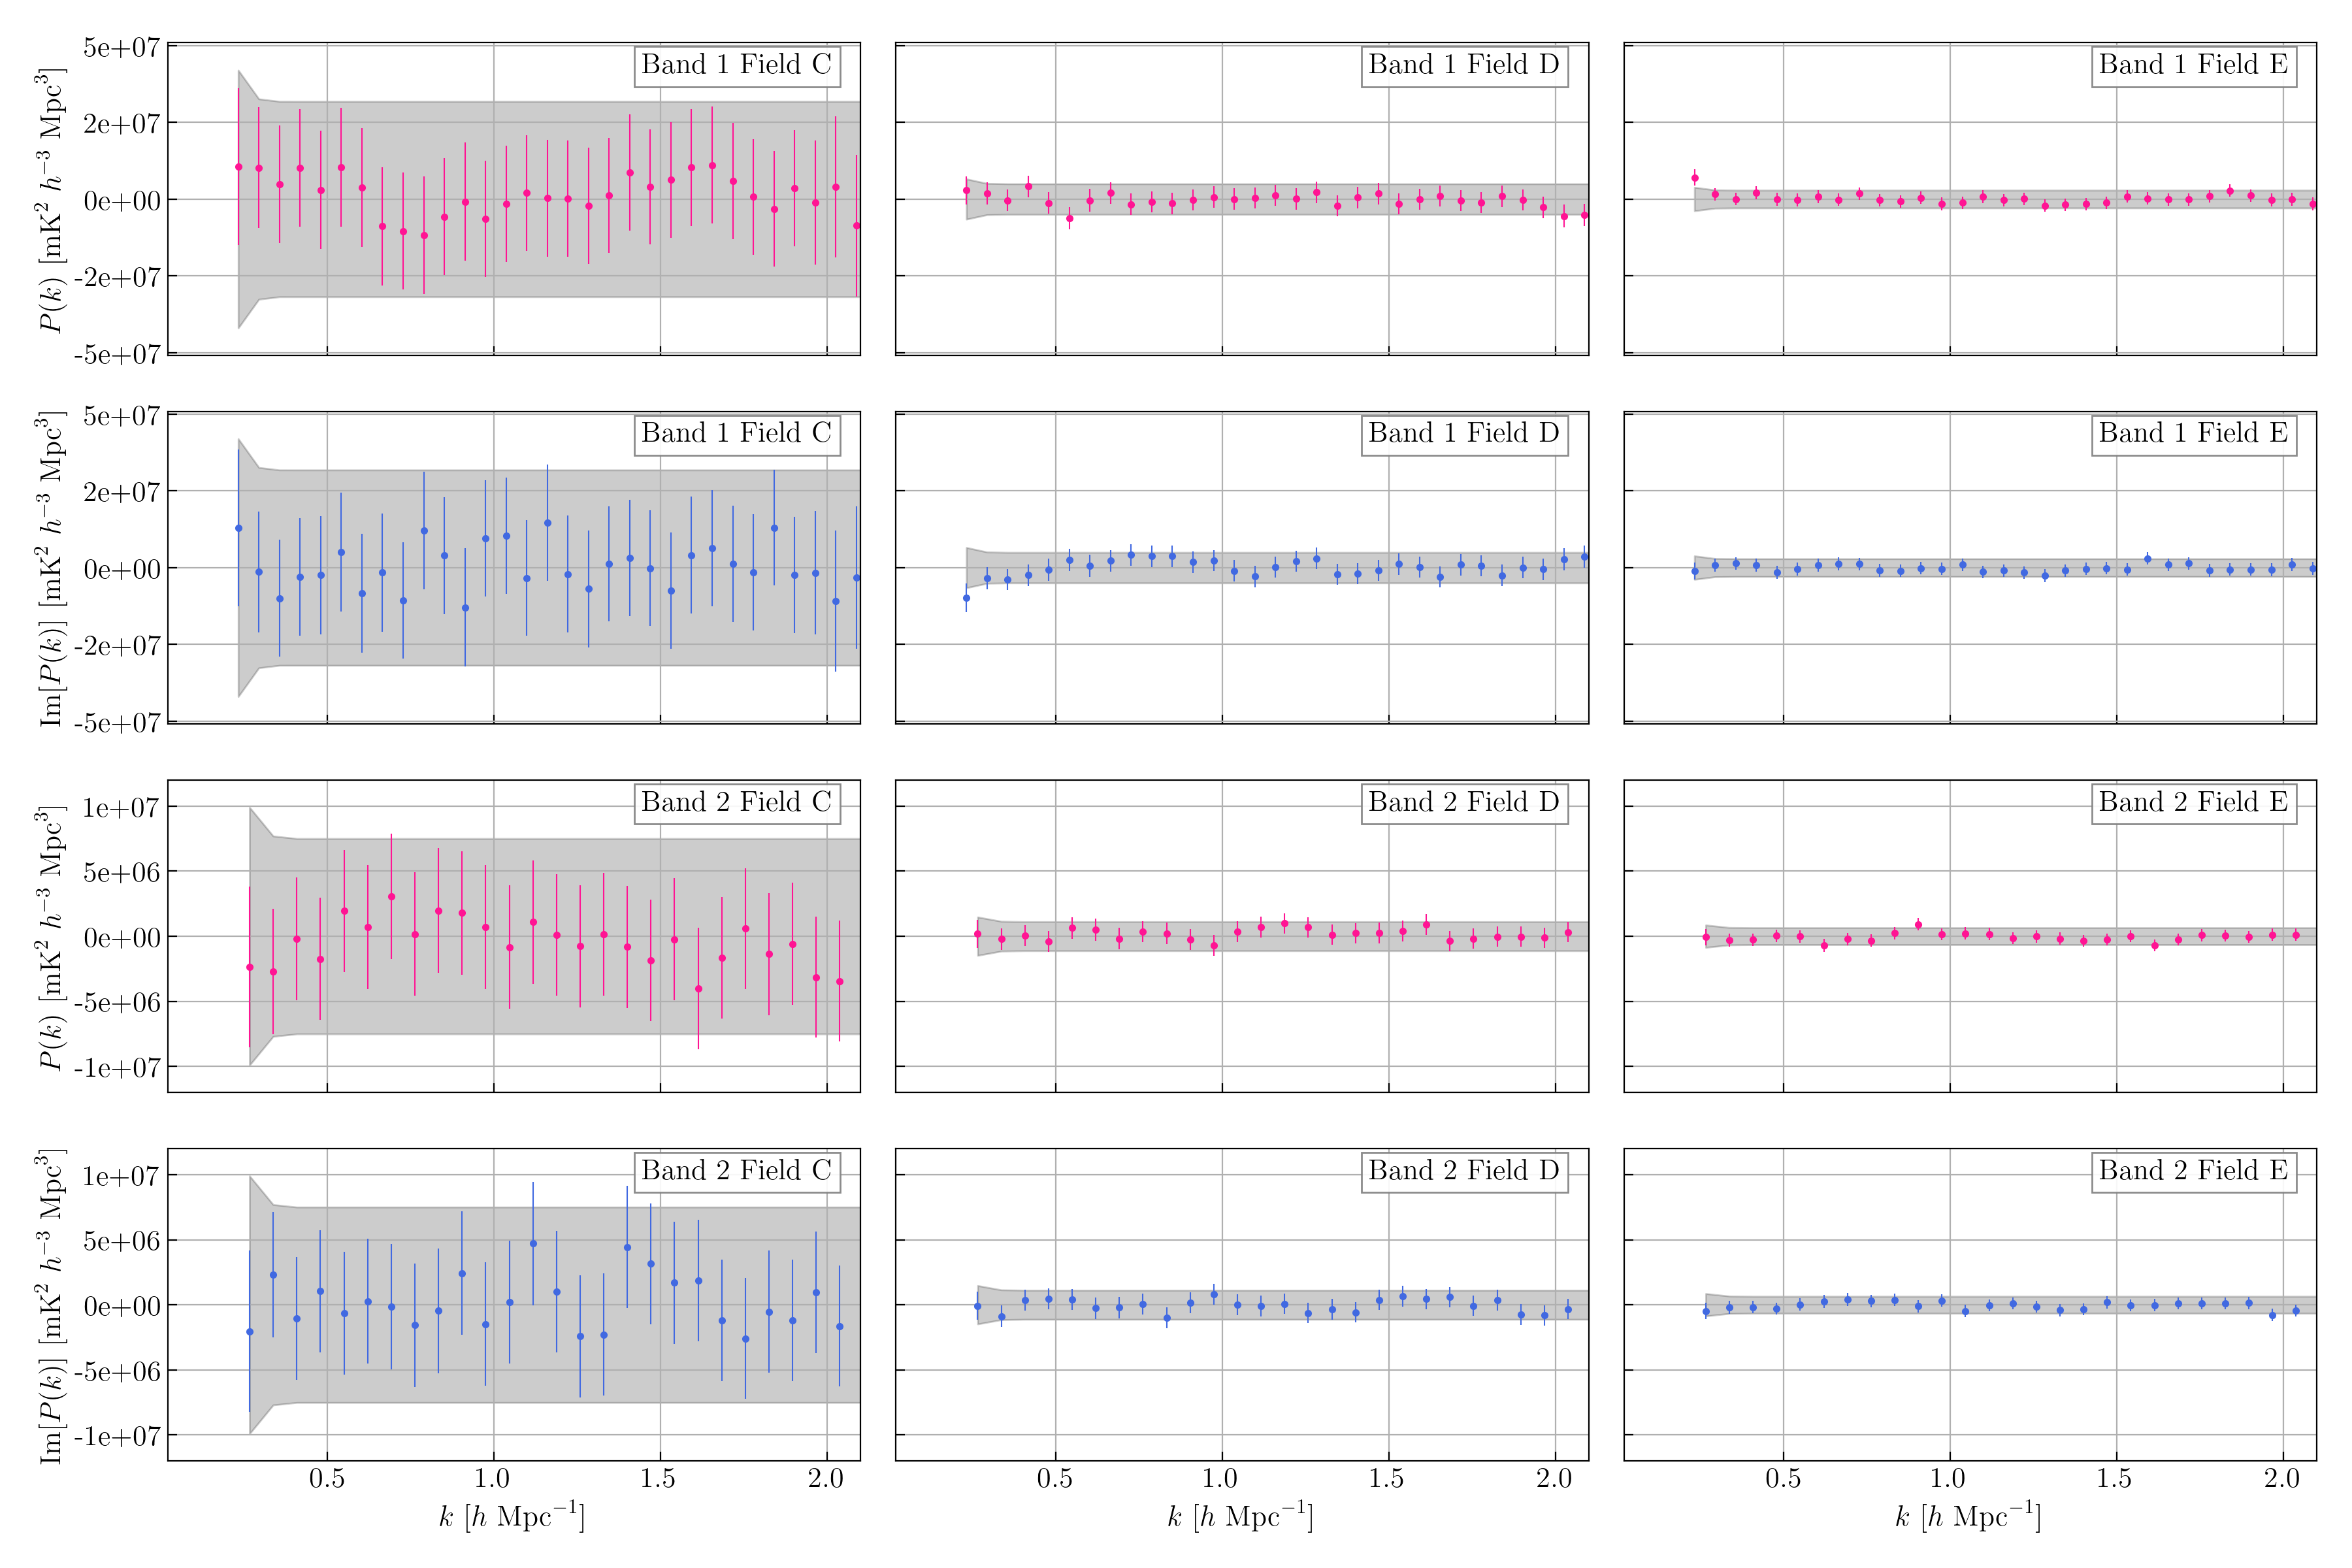 5e+07
2e+07
0e+00
-2e+07
-5e+07
P(k) [mK² h⁻³ Mpc³]
Band 1 Field C
Band 1 Field D
Band 1 Field E
5e+07
2e+07
0e+00
-2e+07
-5e+07
Im[P(k)] [mK² h⁻³ Mpc³]
Band 1 Field C
Band 1 Field D
Band 1 Field E
1e+07
5e+06
0e+00
-5e+06
-1e+07
P(k) [mK² h⁻³ Mpc³]
Band 2 Field C
Band 2 Field D
Band 2 Field E
1e+07
5e+06
0e+00
-5e+06
-1e+07
Im[P(k)] [mK² h⁻³ Mpc³]
Band 2 Field C
Band 2 Field D
Band 2 Field E
0.5 1.0 1.5 2.0
0.5 1.0 1.5 2.0
0.5 1.0 1.5 2.0
k [h Mpc⁻¹]
k [h Mpc⁻¹]
k [h Mpc⁻¹]